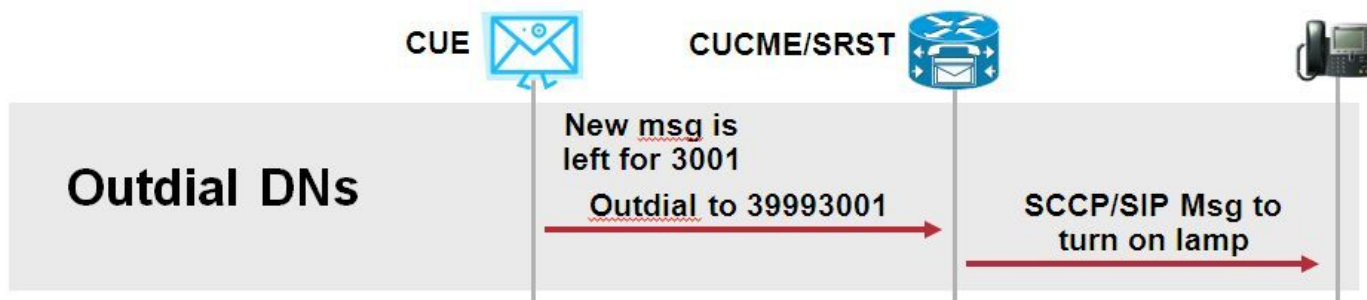 CUE
CUCME/SRST
Outdial DNs
New msg is
left for 3001
Outdial to 39993001
SCCP/SIP Msg to
turn on lamp